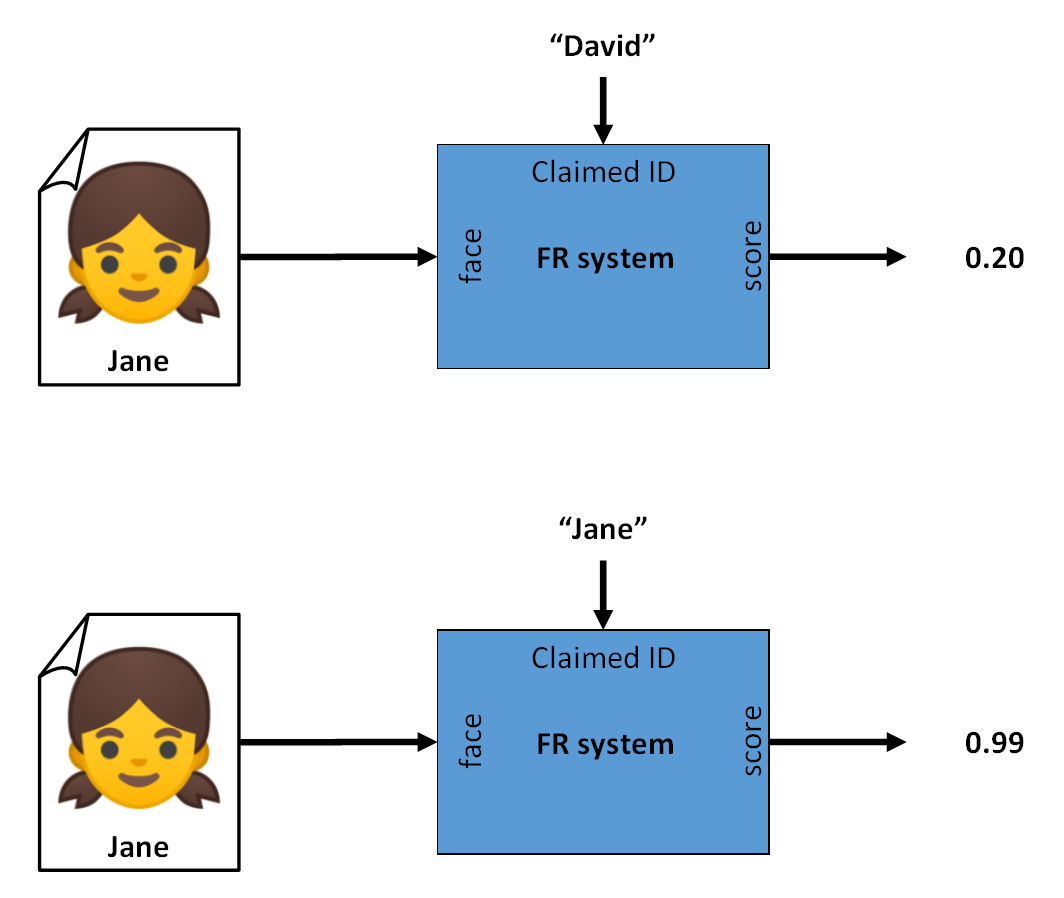 “David”
Claimed ID
face
FR system
score
0.20
Jane
“Jane”
Claimed ID
face
FR system
score
0.99
Jane